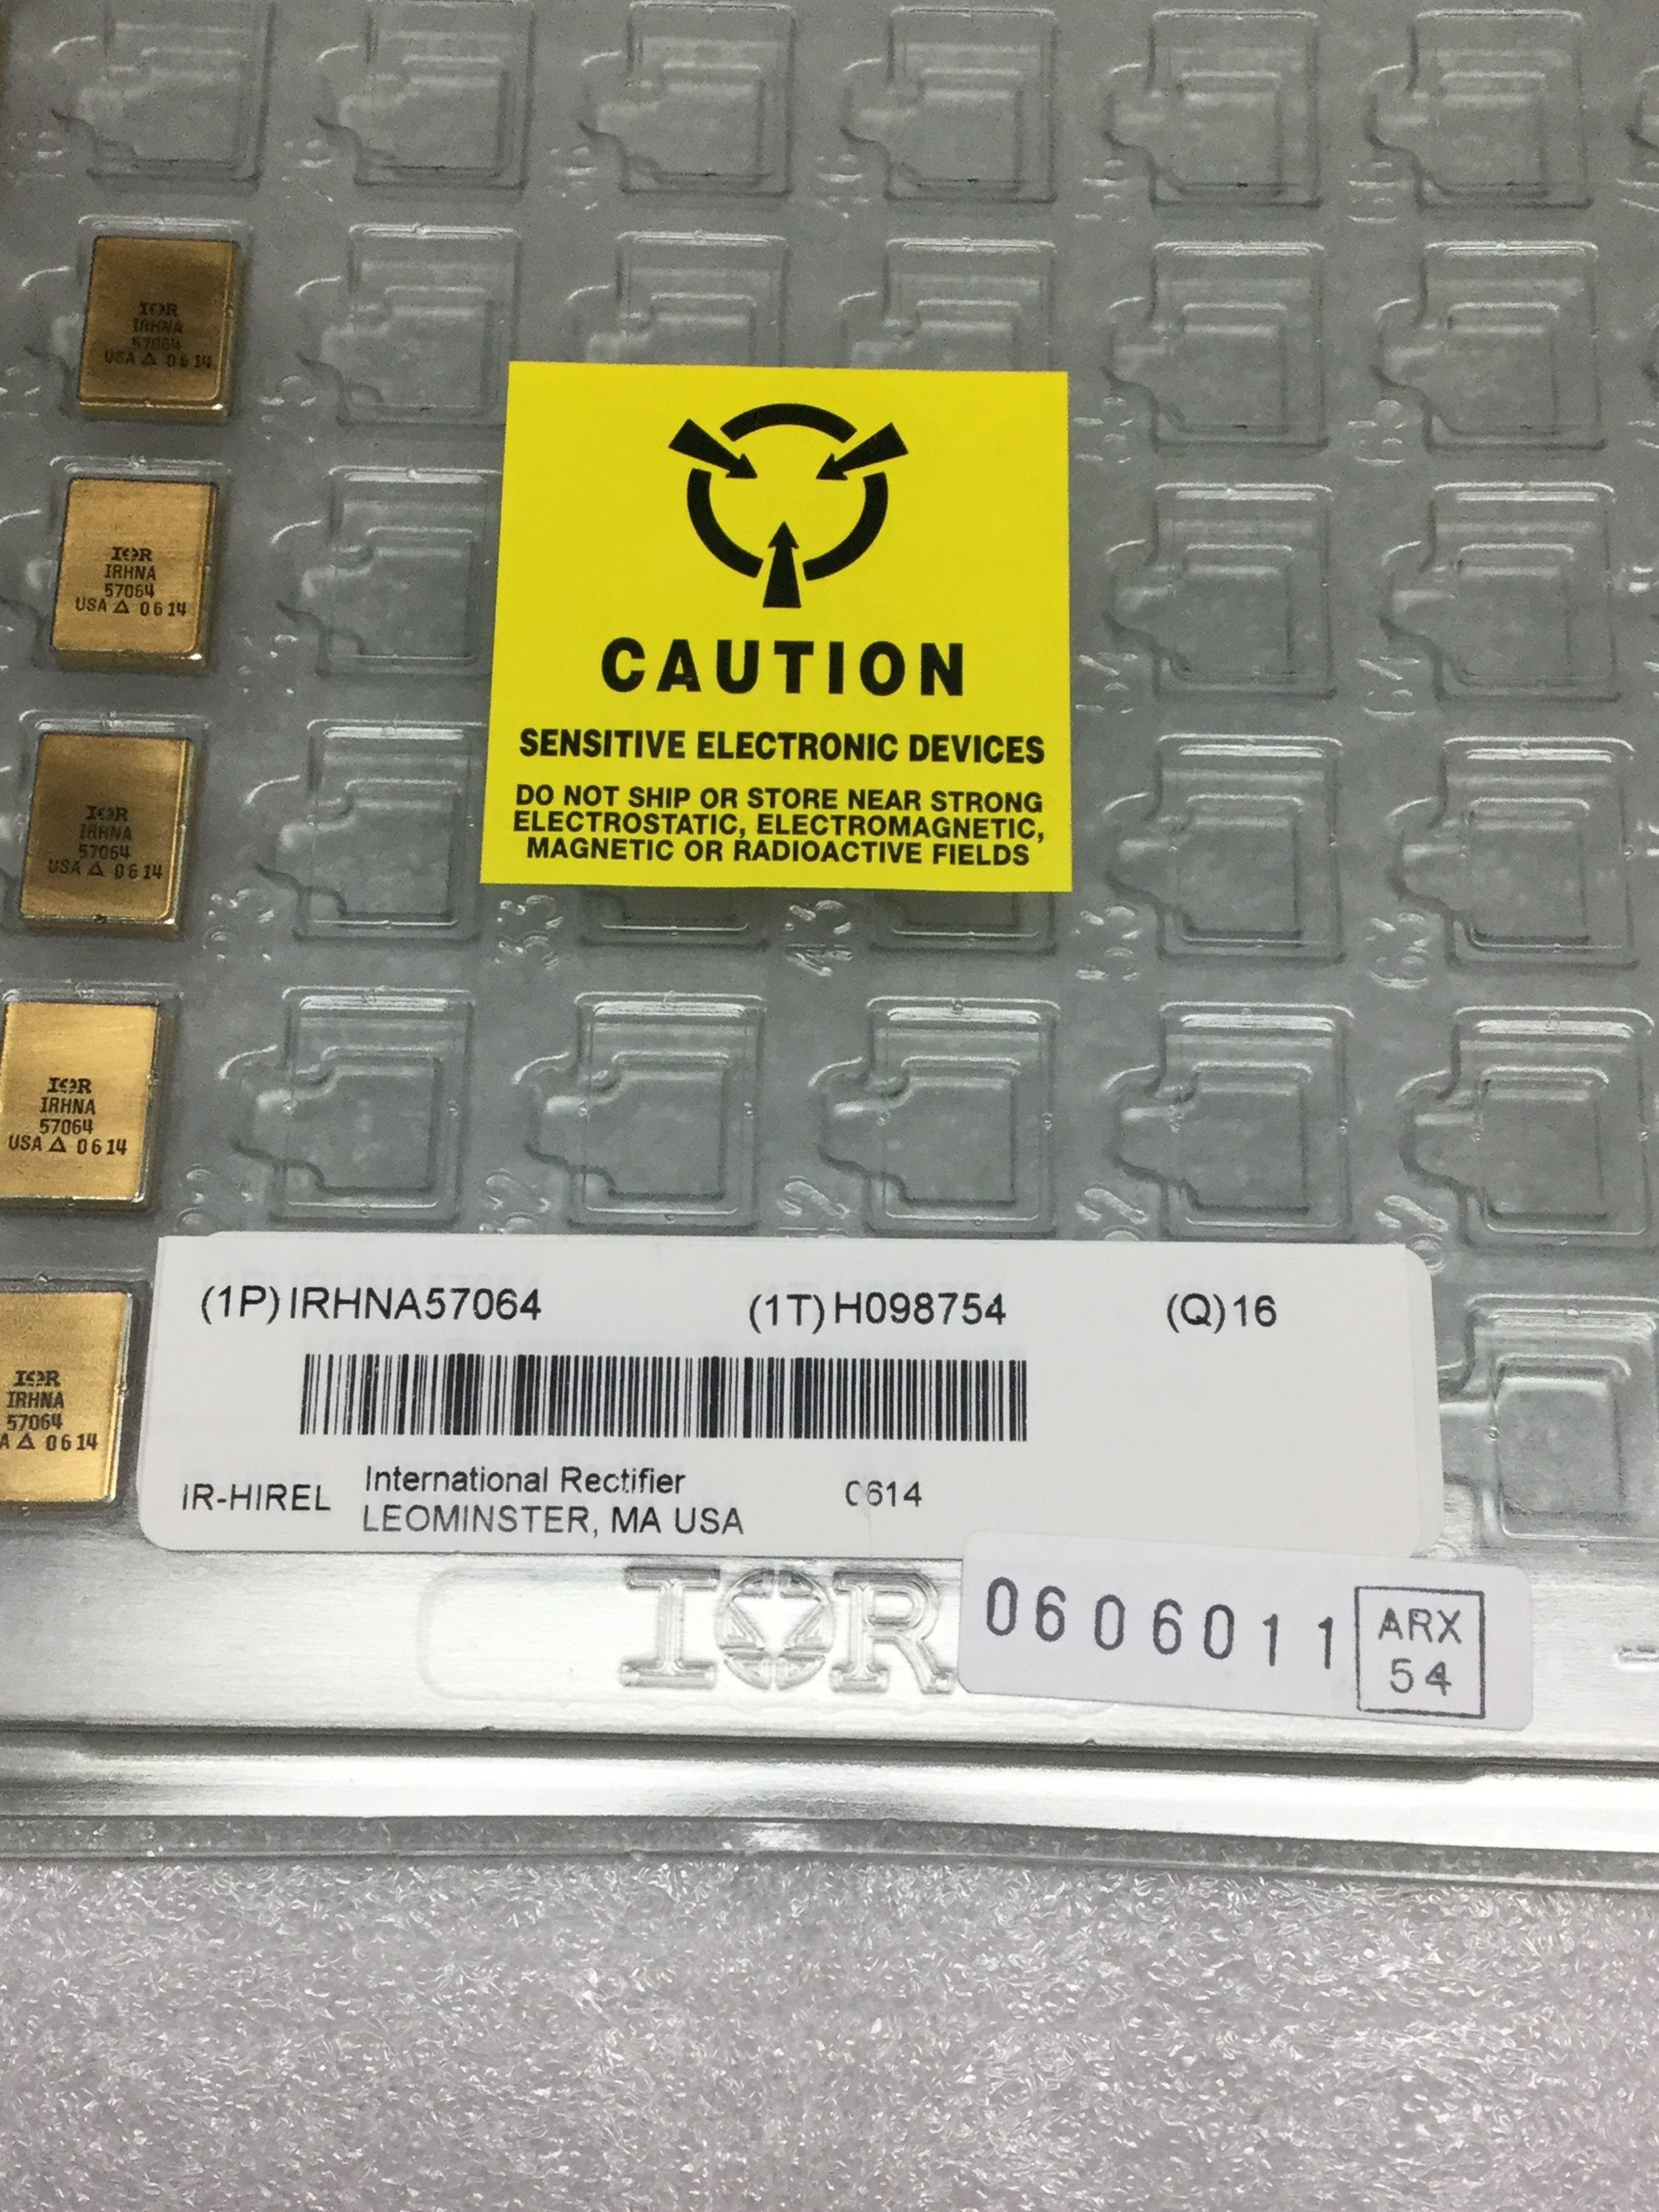 IOR
IRHNA
57064
USA △ 0614
IOR
IRHNA
57064
USA △ 0614
IOR
IRHNA
57064
USA △ 0614
IOR
IRHNA
57064
USA △ 0614
IOR
IRHNA
57064
A △ 0614
CAUTION
SENSITIVE ELECTRONIC DEVICES
DO NOT SHIP OR STORE NEAR STRONG
ELECTROSTATIC, ELECTROMAGNETIC,
MAGNETIC OR RADIOACTIVE FIELDS
43
53
63
(1P) IRHNA57064 (1T) H098754 (Q) 16
IR-HIREL International Rectifier 0614
LEOMINSTER, MA USA
IOR
0606011 ARX
54